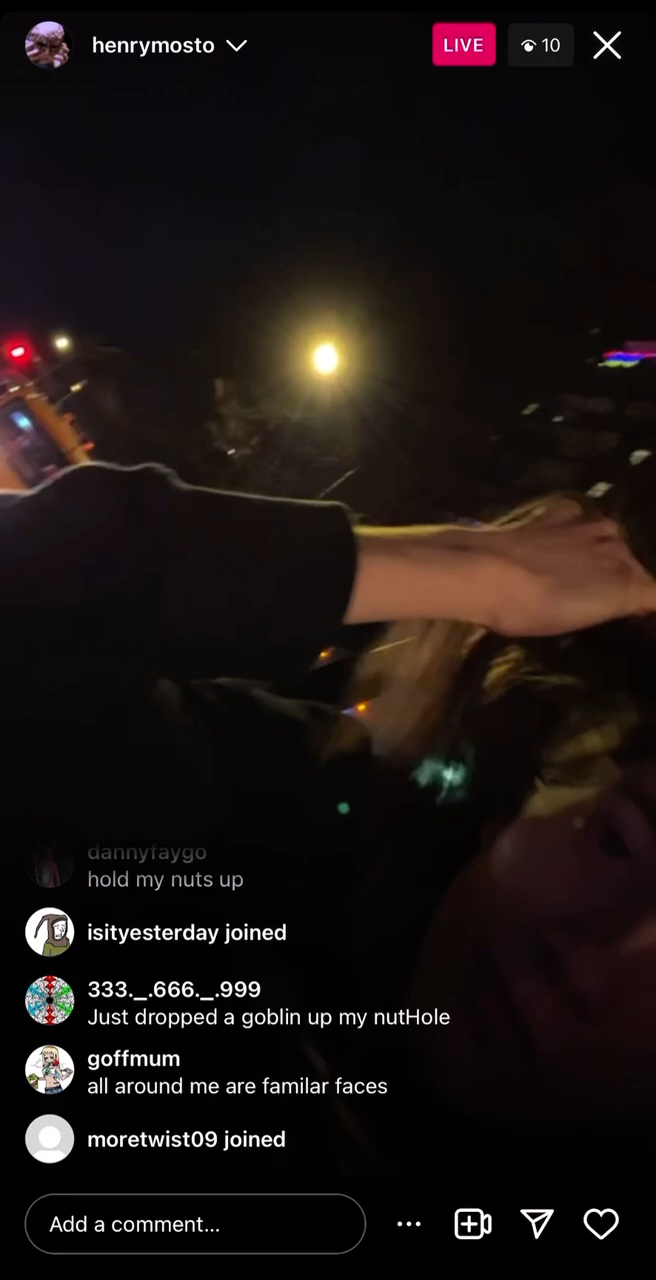 henrymosto
LIVE
10
dannyfaygo
hold my nuts up
isityesterday joined
333._.666._.999
Just dropped a goblin up my nutHole
goffmum
all around me are familar faces
moretwist09 joined
Add a comment...